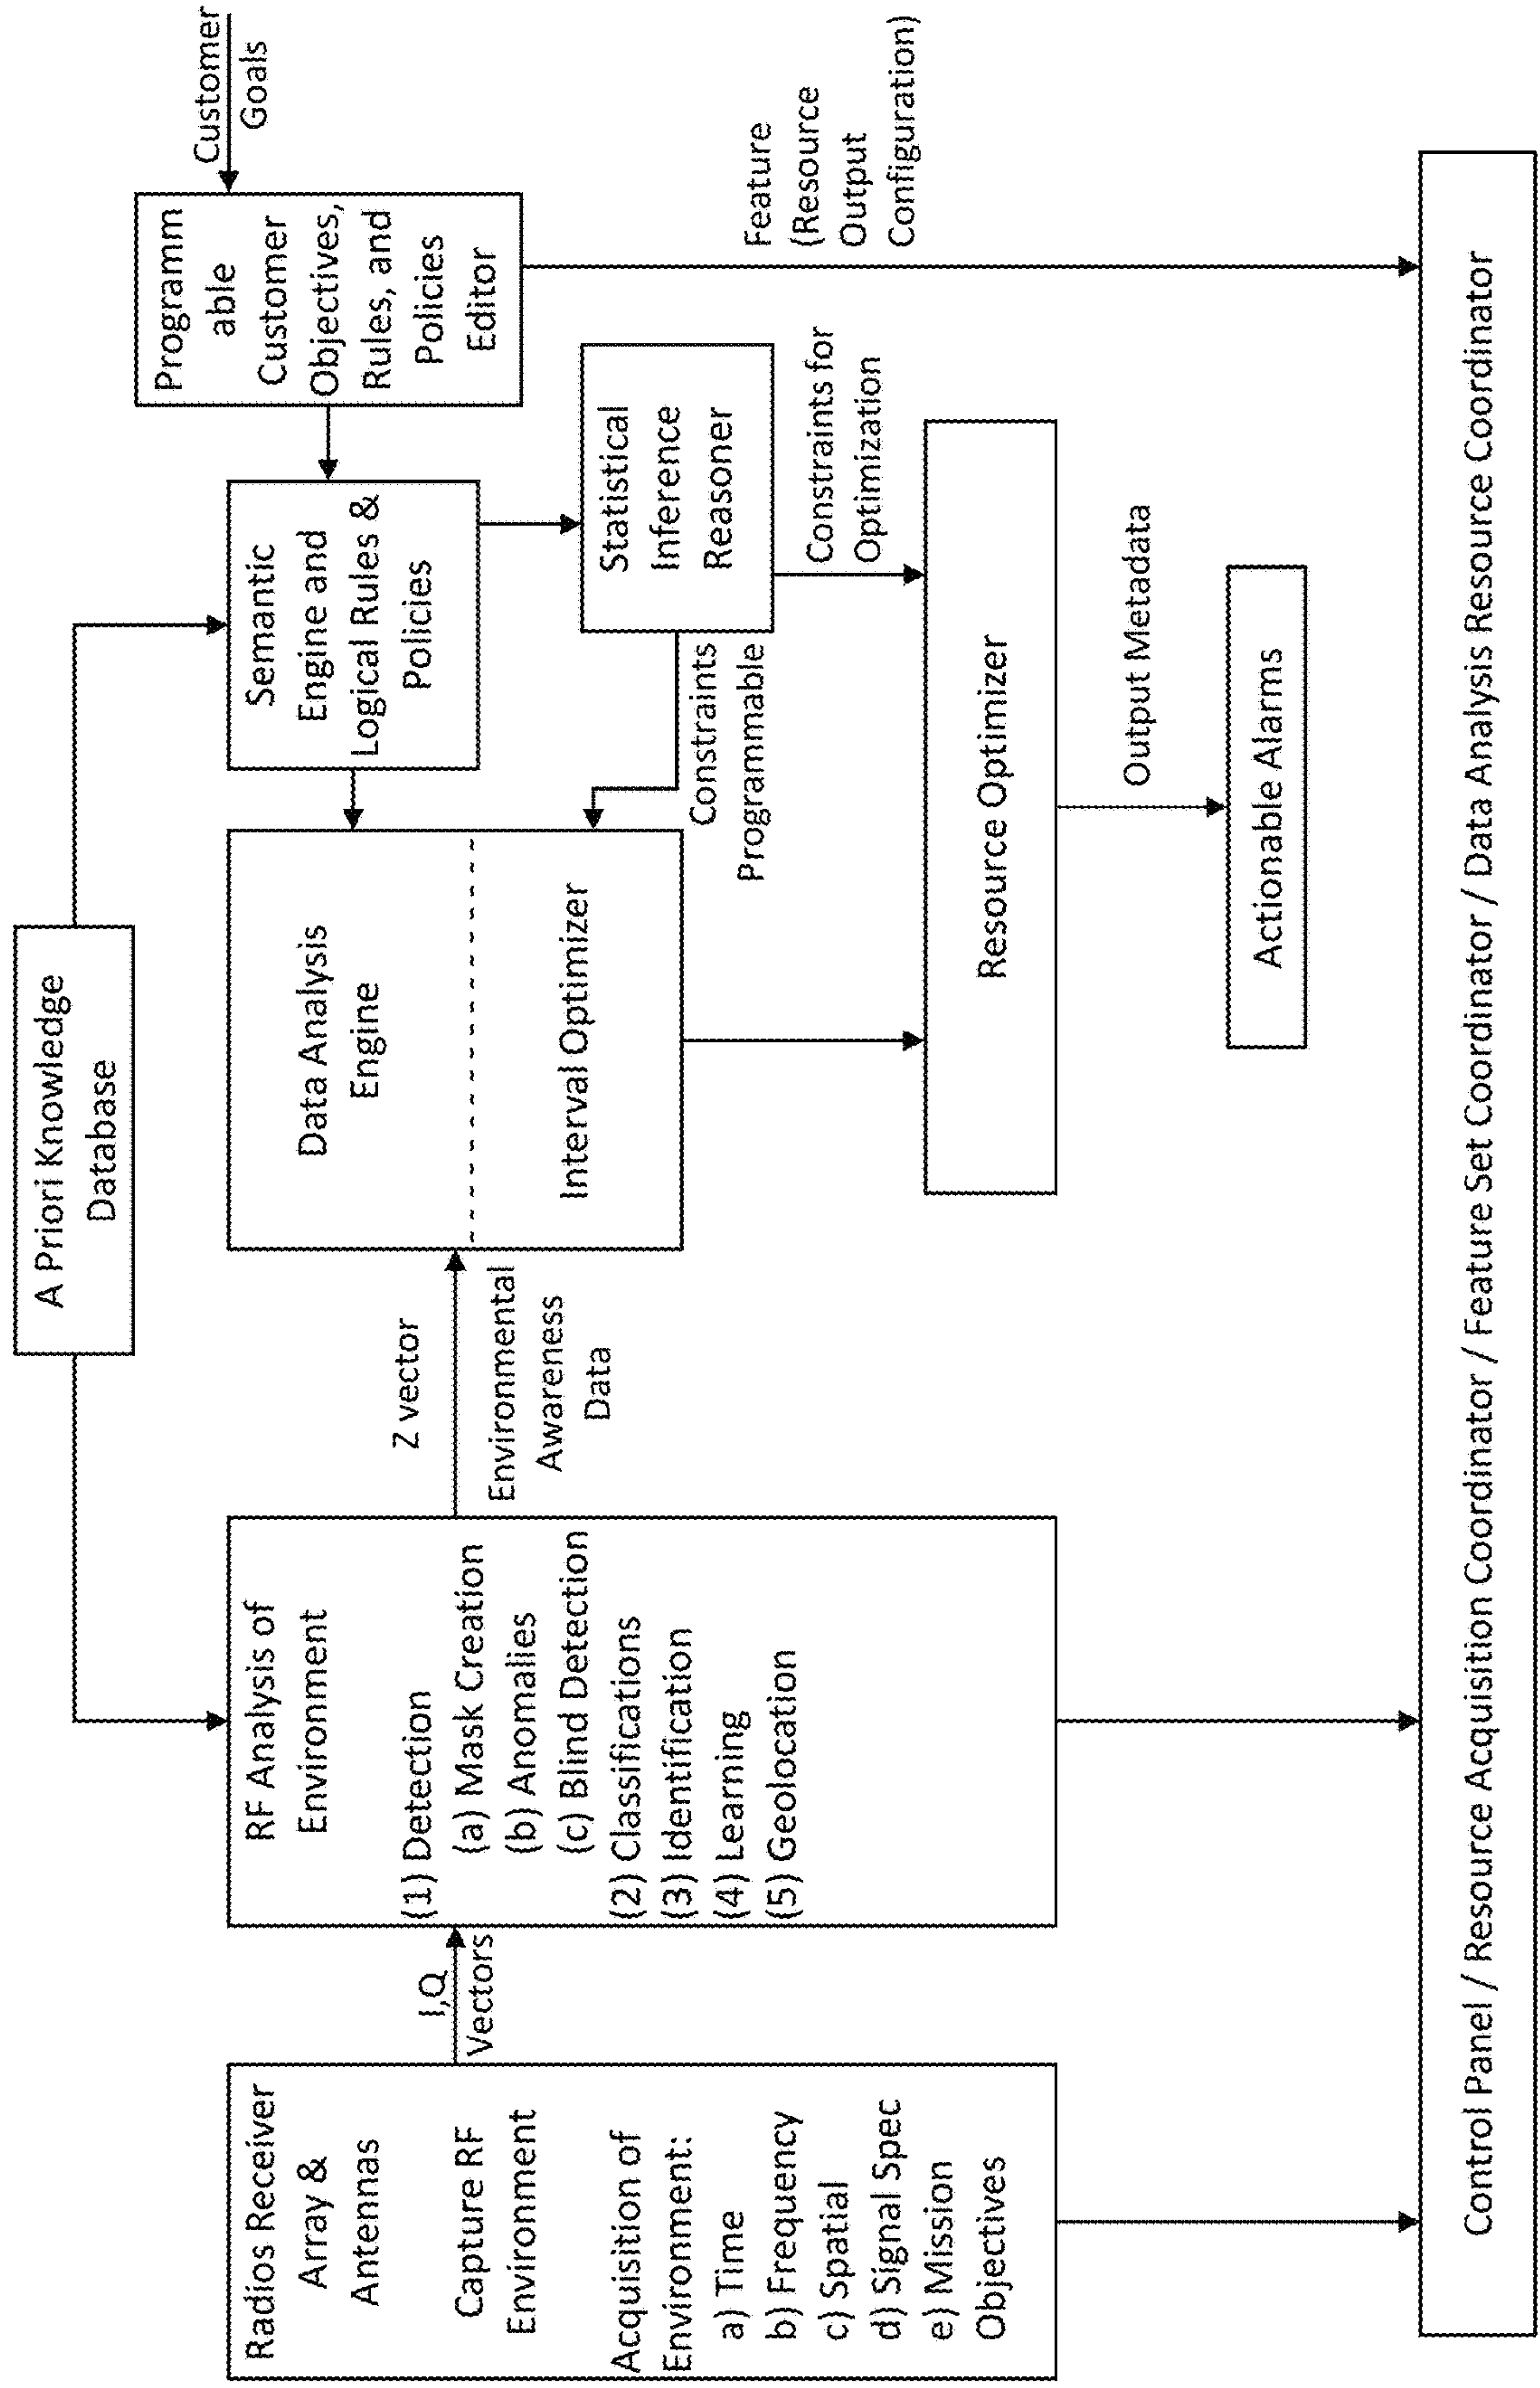 A Priori Knowledge
Database
Radios Receiver
Array &
Antennas
Capture RF
Environment
Acquisition of
Environment:
a) Time
b) Frequency
c) Spatial
d) Signal Spec
e) Mission
Objectives
I,Q
Vectors
RF Analysis of
Environment
(1) Detection
(a) Mask Creation
(b) Anomalies
(c) Blind Detection
(2) Classifications
(3) Identification
(4) Learning
(5) Geolocation
Z vector
Environmental
Awareness
Data
Data Analysis
Engine
Interval Optimizer
Semantic
Engine and
Logical Rules &
Policies
Programm
able
Customer
Objectives,
Rules, and
Policies
Editor
Customer
Goals
Statistical
Inference
Reasoner
Constraints
Programmable
Constraints for
Optimization
Feature
(Resource
Output
Configuration)
Resource Optimizer
Output Metadata
Actionable Alarms
Control Panel / Resource Acquisition Coordinator / Feature Set Coordinator / Data Analysis Resource Coordinator